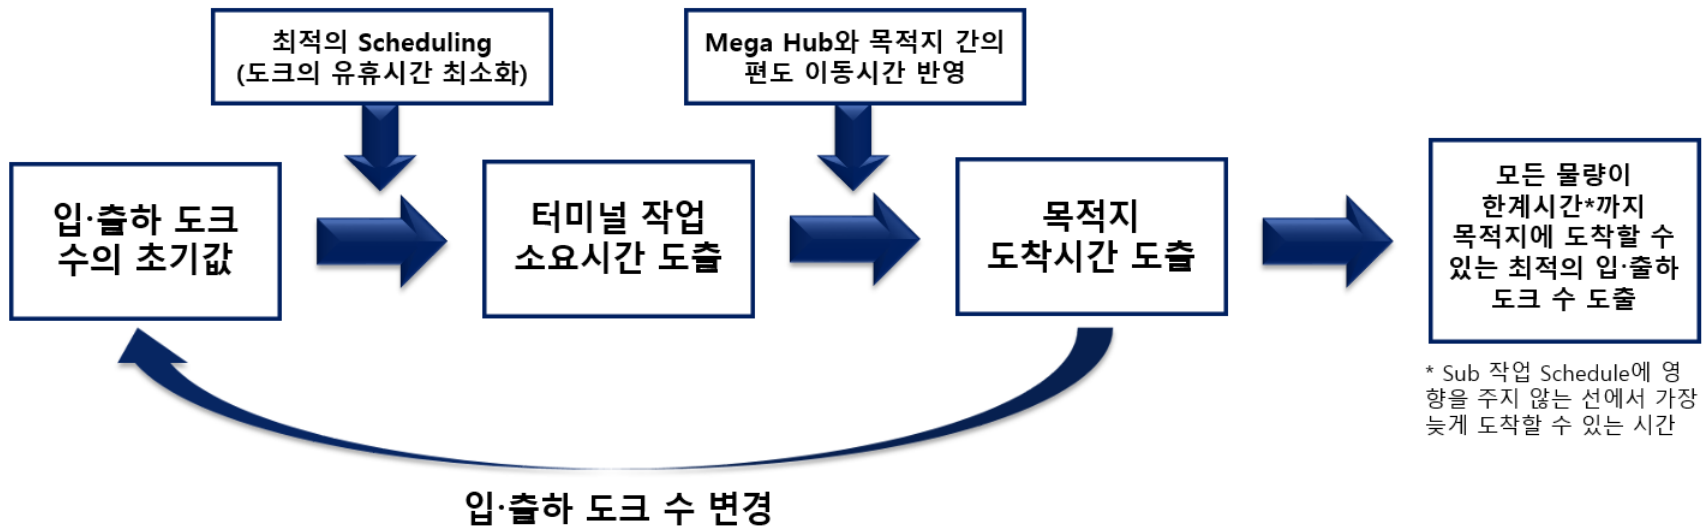 최적의 Scheduling
(도크의 유휴시간 최소화)
Mega Hub와 목적지 간의
편도 이동시간 반영
입·출하 도크
수의 초기값
터미널 작업
소요시간 도출
목적지
도착시간 도출
모든 물량이
한계시간*까지
목적지에 도착할 수
있는 최적의 입·출하
도크 수 도출
* Sub 작업 Schedule에 영
향을 주지 않는 선에서 가장
늦게 도착할 수 있는 시간
입·출하 도크 수 변경